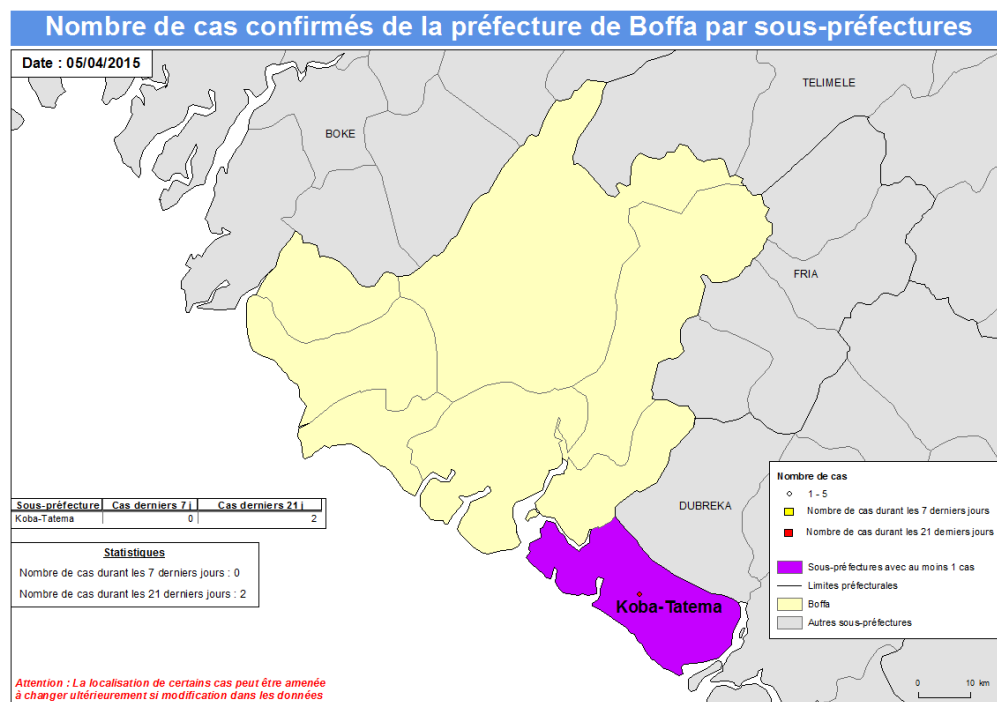 Nombre de cas confirmés de la préfecture de Boffa par sous-préfectures
Date : 05/04/2015
TELIMELE
BOKE
FRIA
DUBREKA
Koba-Tatema
Sous-préfecture Cas derniers 7 j Cas derniers 21 j
Koba-Tatema 0 2
Statistiques
Nombre de cas durant les 7 derniers jours : 0
Nombre de cas durant les 21 derniers jours : 2
Nombre de cas
1 - 5
Nombre de cas durant les 7 derniers jours
Nombre de cas durant les 21 derniers jours
Sous-préfectures avec au moins 1 cas
Limites préfecturales
Boffa
Autres sous-préfectures
Attention : La localisation de certains cas peut être amenée
à changer ultérieurement si modification dans les données
0 10 km